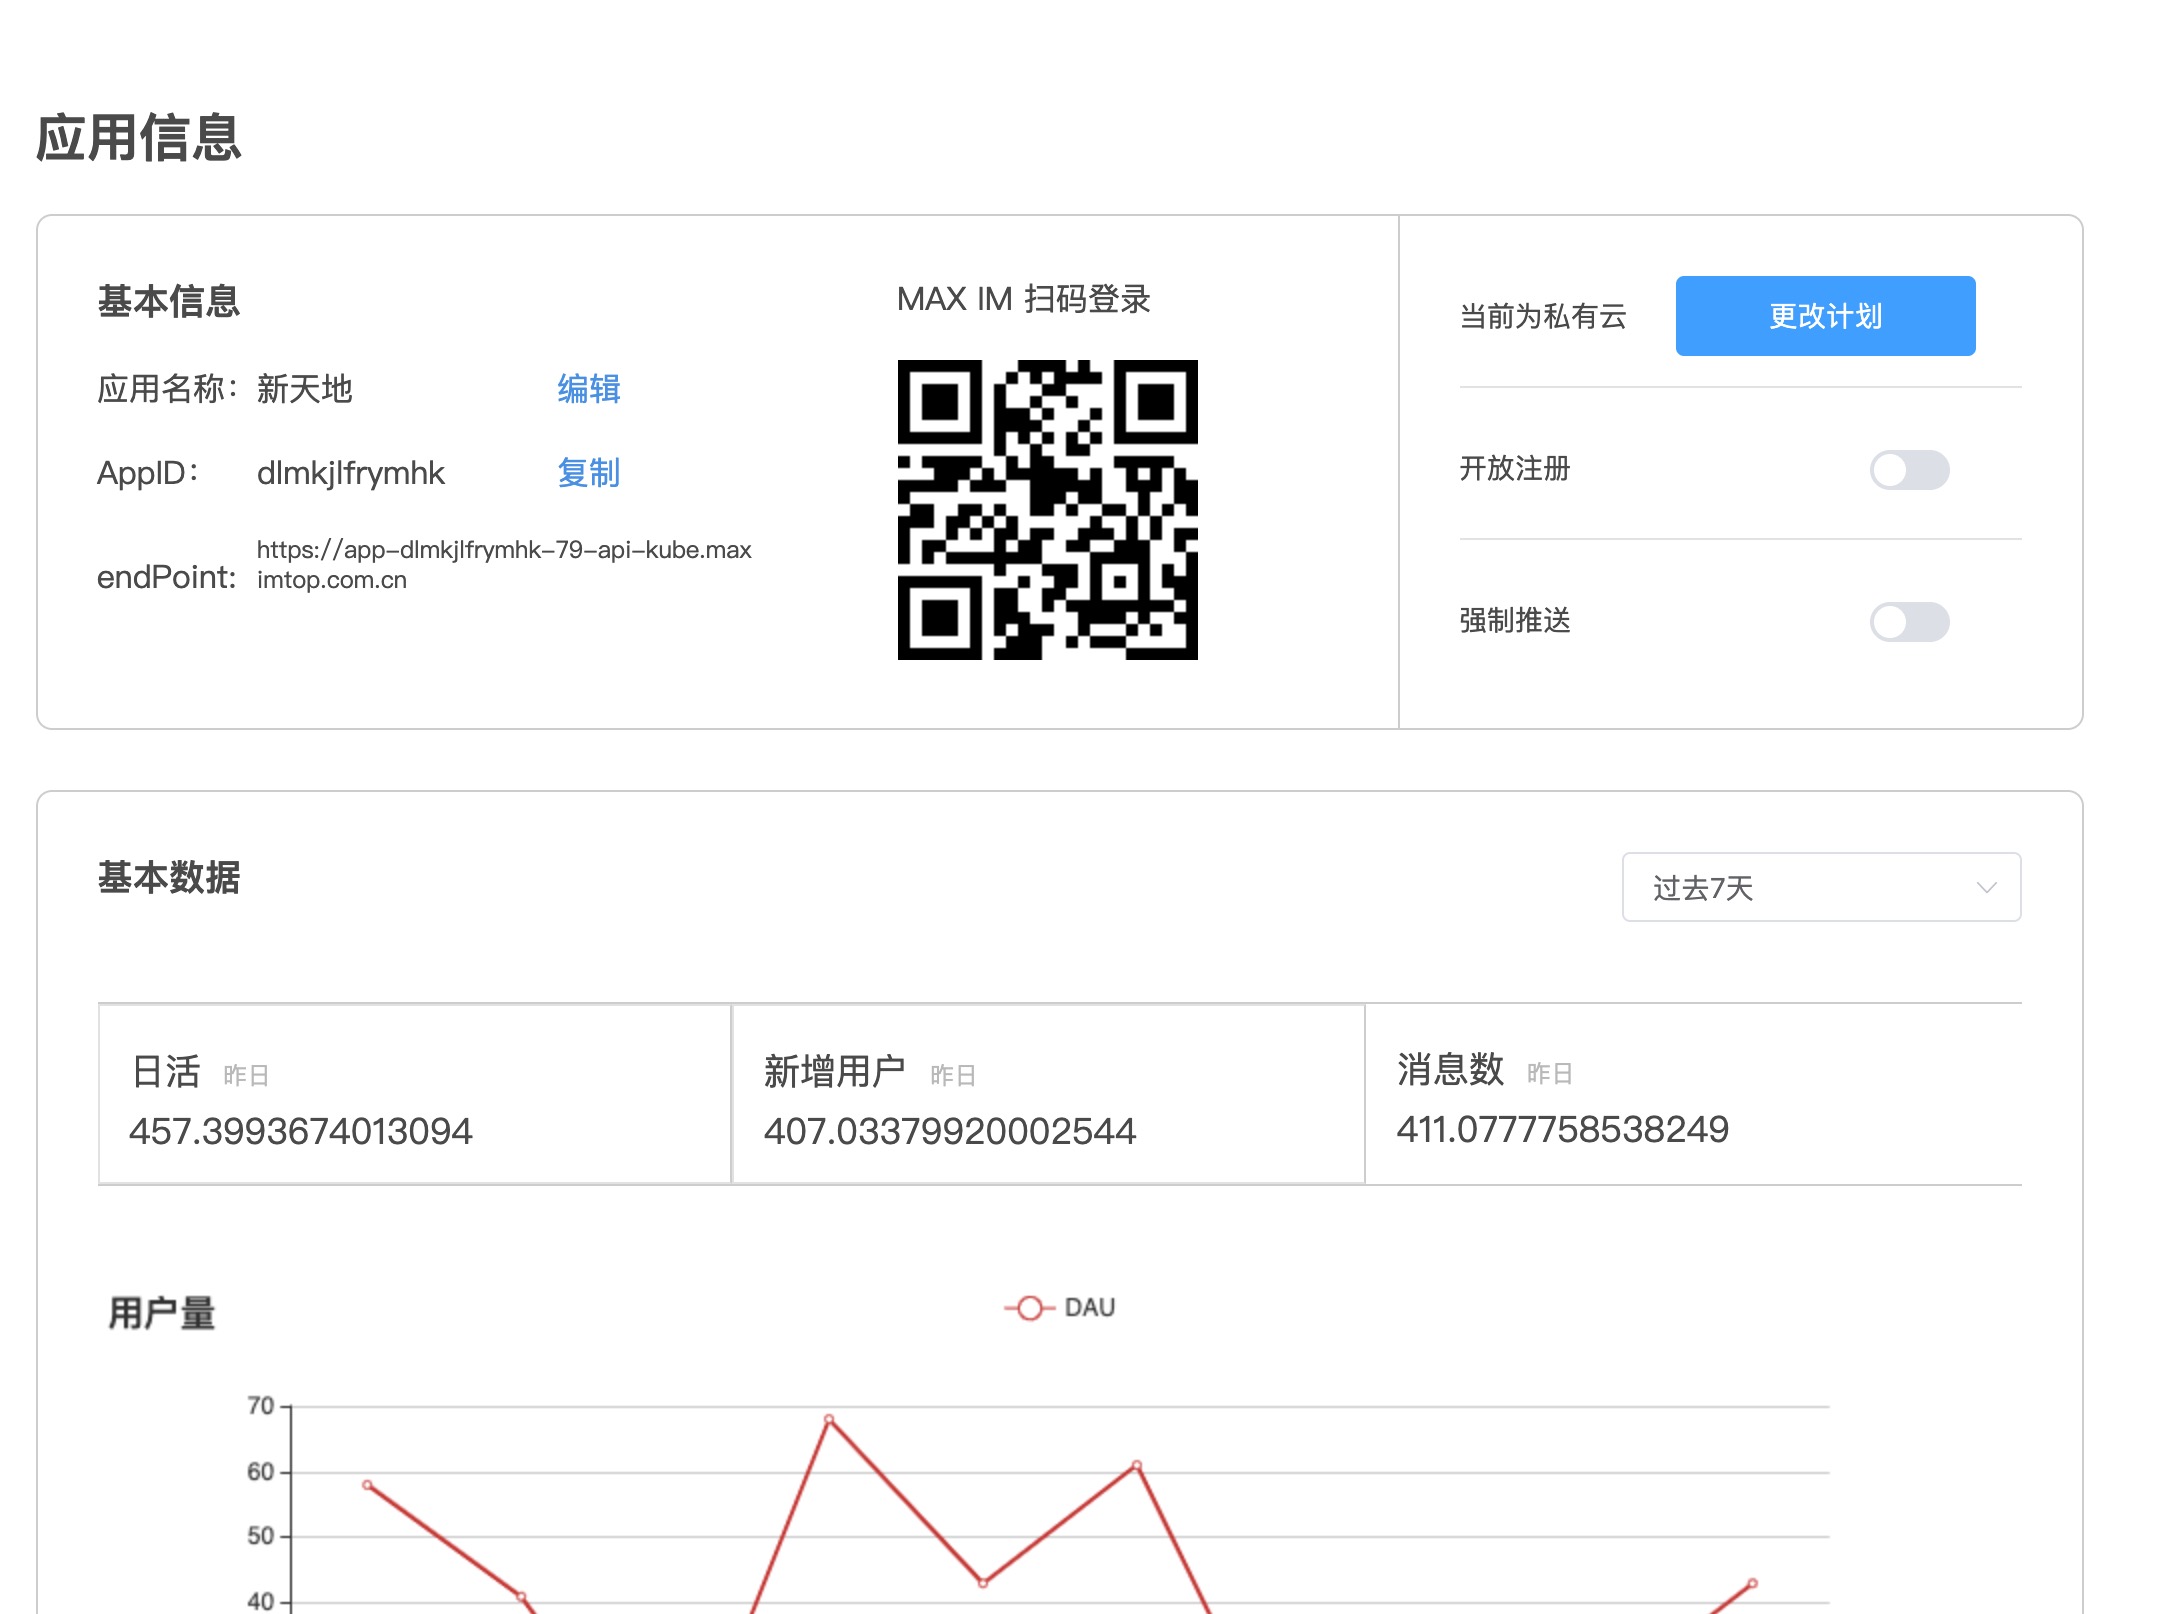 应用信息
基本信息
应用名称： 新天地 编辑
AppID： dlmkjlfrymhk 复制
endPoint: https://app-dlmkjlfrymhk-79-api-kube.max
imtop.com.cn
MAX IM 扫码登录
当前为私有云 更改计划
开放注册
强制推送
基本数据
过去7天
日活 昨日
457.3993674013094
新增用户 昨日
407.03379920002544
消息数 昨日
411.0777758538249
用户量
DAU
70
60
50
40